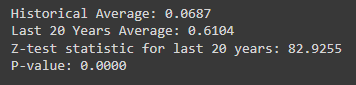 Historical Average: 0.0687
Last 20 Years Average: 0.6104
Z-test statistic for last 20 years: 82.9255
P-value: 0.0000